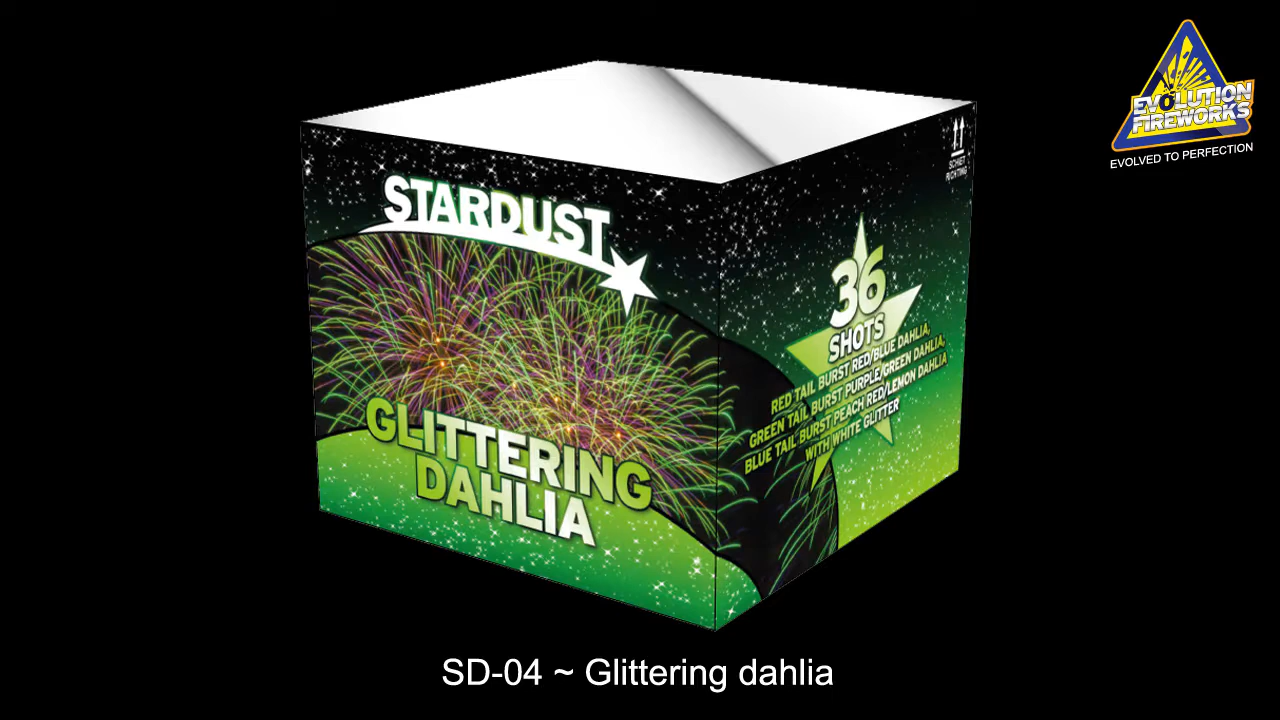 EVOLUTION
FIREWORKS
EVOLVED TO PERFECTION
SCHIET
RICHTING
STARDUST
GLITTERING
DAHLIA
36
SHOTS
RED TAIL BURST RED/BLUE DAHLIA,
GREEN TAIL BURST PURPLE/GREEN DAHLIA,
BLUE TAIL BURST PEACH RED/LEMON DAHLIA
WITH WHITE GLITTER
SD-04 ~ Glittering dahlia